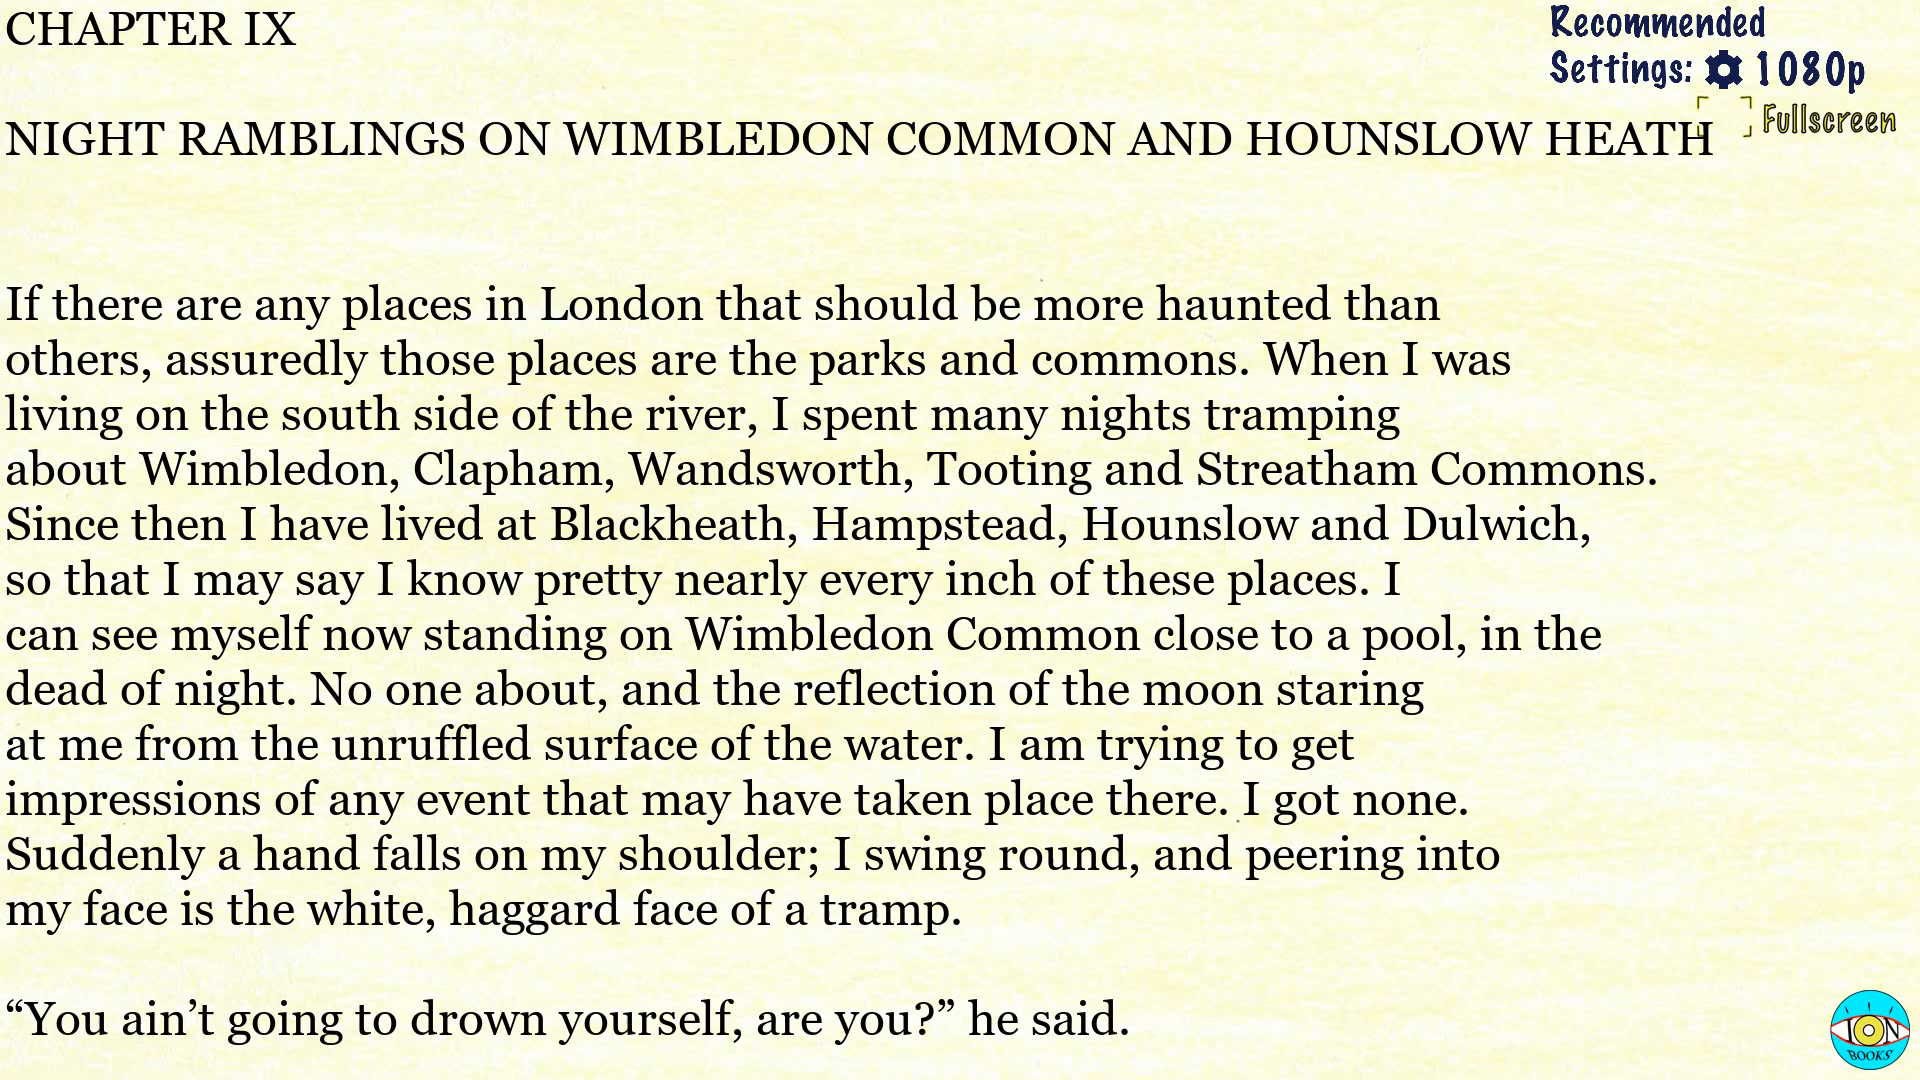 CHAPTER IX
Recommended
Settings: 1080p
Fullscreen
NIGHT RAMBLINGS ON WIMBLEDON COMMON AND HOUNSLOW HEATH
If there are any places in London that should be more haunted than
others, assuredly those places are the parks and commons. When I was
living on the south side of the river, I spent many nights tramping
about Wimbledon, Clapham, Wandsworth, Tooting and Streatham Commons.
Since then I have lived at Blackheath, Hampstead, Hounslow and Dulwich,
so that I may say I know pretty nearly every inch of these places. I
can see myself now standing on Wimbledon Common close to a pool, in the
dead of night. No one about, and the reflection of the moon staring
at me from the unruffled surface of the water. I am trying to get
impressions of any event that may have taken place there. I got none.
Suddenly a hand falls on my shoulder; I swing round, and peering into
my face is the white, haggard face of a tramp.
“You ain’t going to drown yourself, are you?” he said.
ION
BOOKS